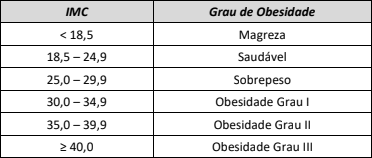 IMC Grau de Obesidade
< 18,5 Magreza
18,5 – 24,9 Saudável
25,0 – 29,9 Sobrepeso
30,0 – 34,9 Obesidade Grau I
35,0 – 39,9 Obesidade Grau II
≥ 40,0 Obesidade Grau III